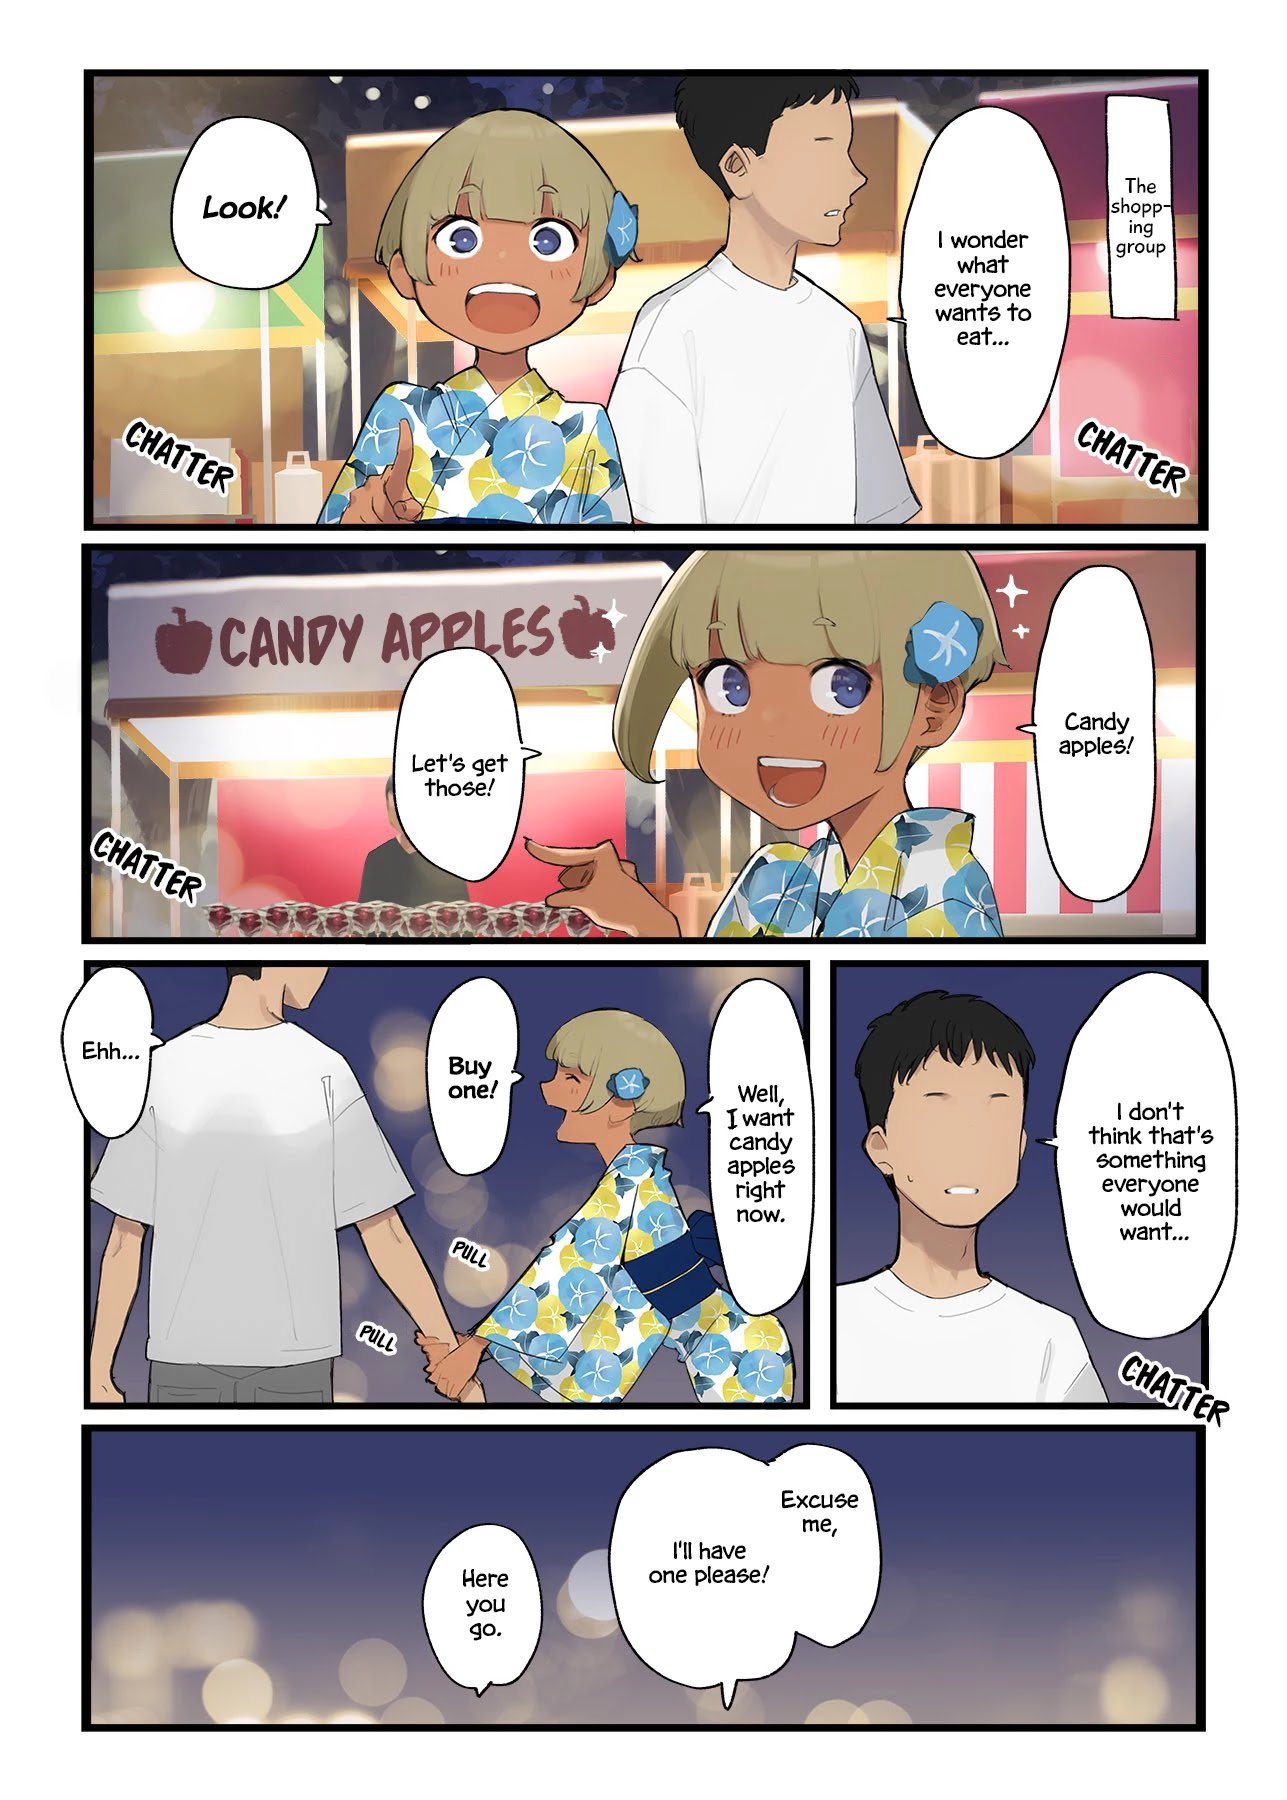 The
shopp-
ing
group
I wonder
what
everyone
wants to
eat...
Look!
CHATTER
CHATTER
Candy
apples!
CANDY APPLES
Let's get
those!
CHATTER
I don't
think that's
something
everyone
would
want...
CHATTER
Well,
I want
candy
apples
right
now.
Buy
one!
Ehh...
PULL
PULL
Excuse
me,
I'll have
one please!
Here
you
go.